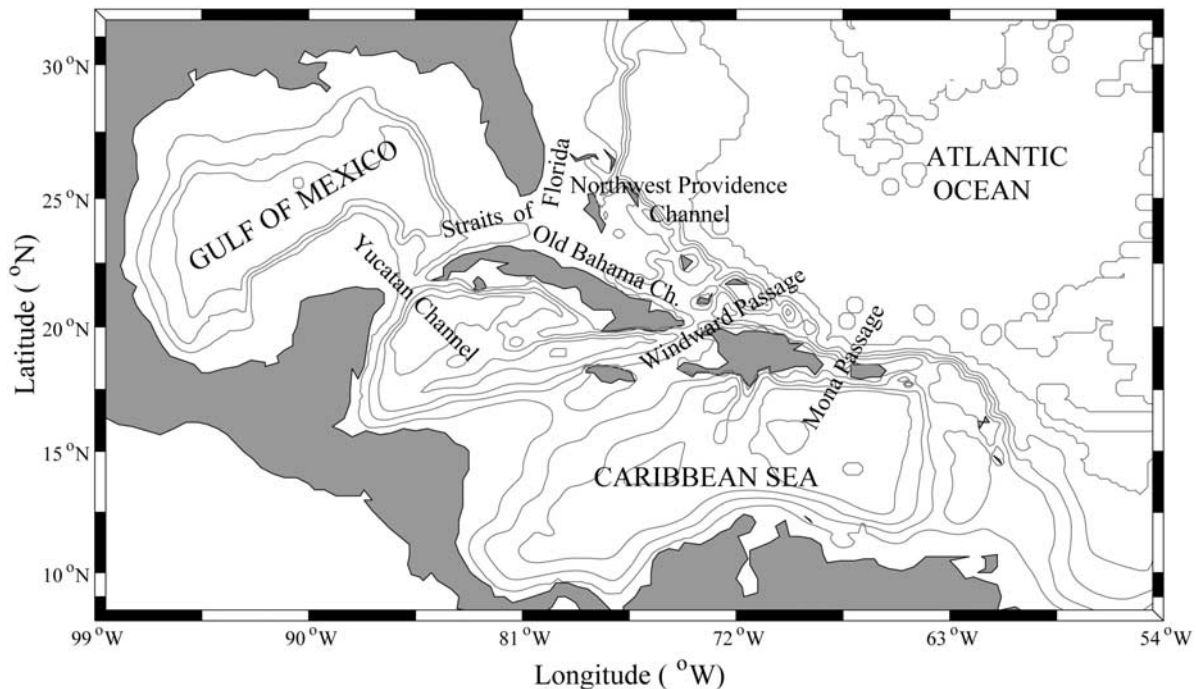 30°N
25°N
20°N
15°N
10°N
Latitude ( °N)
GULF OF MEXICO
Straits of Florida
Northwest Providence
Channel
ATLANTIC
OCEAN
Old Bahama Ch.
Yucatan Channel
Windward Passage
Mona Passage
CARIBBEAN SEA
99°W
90°W
81°W
72°W
63°W
54°W
Longitude ( °W)